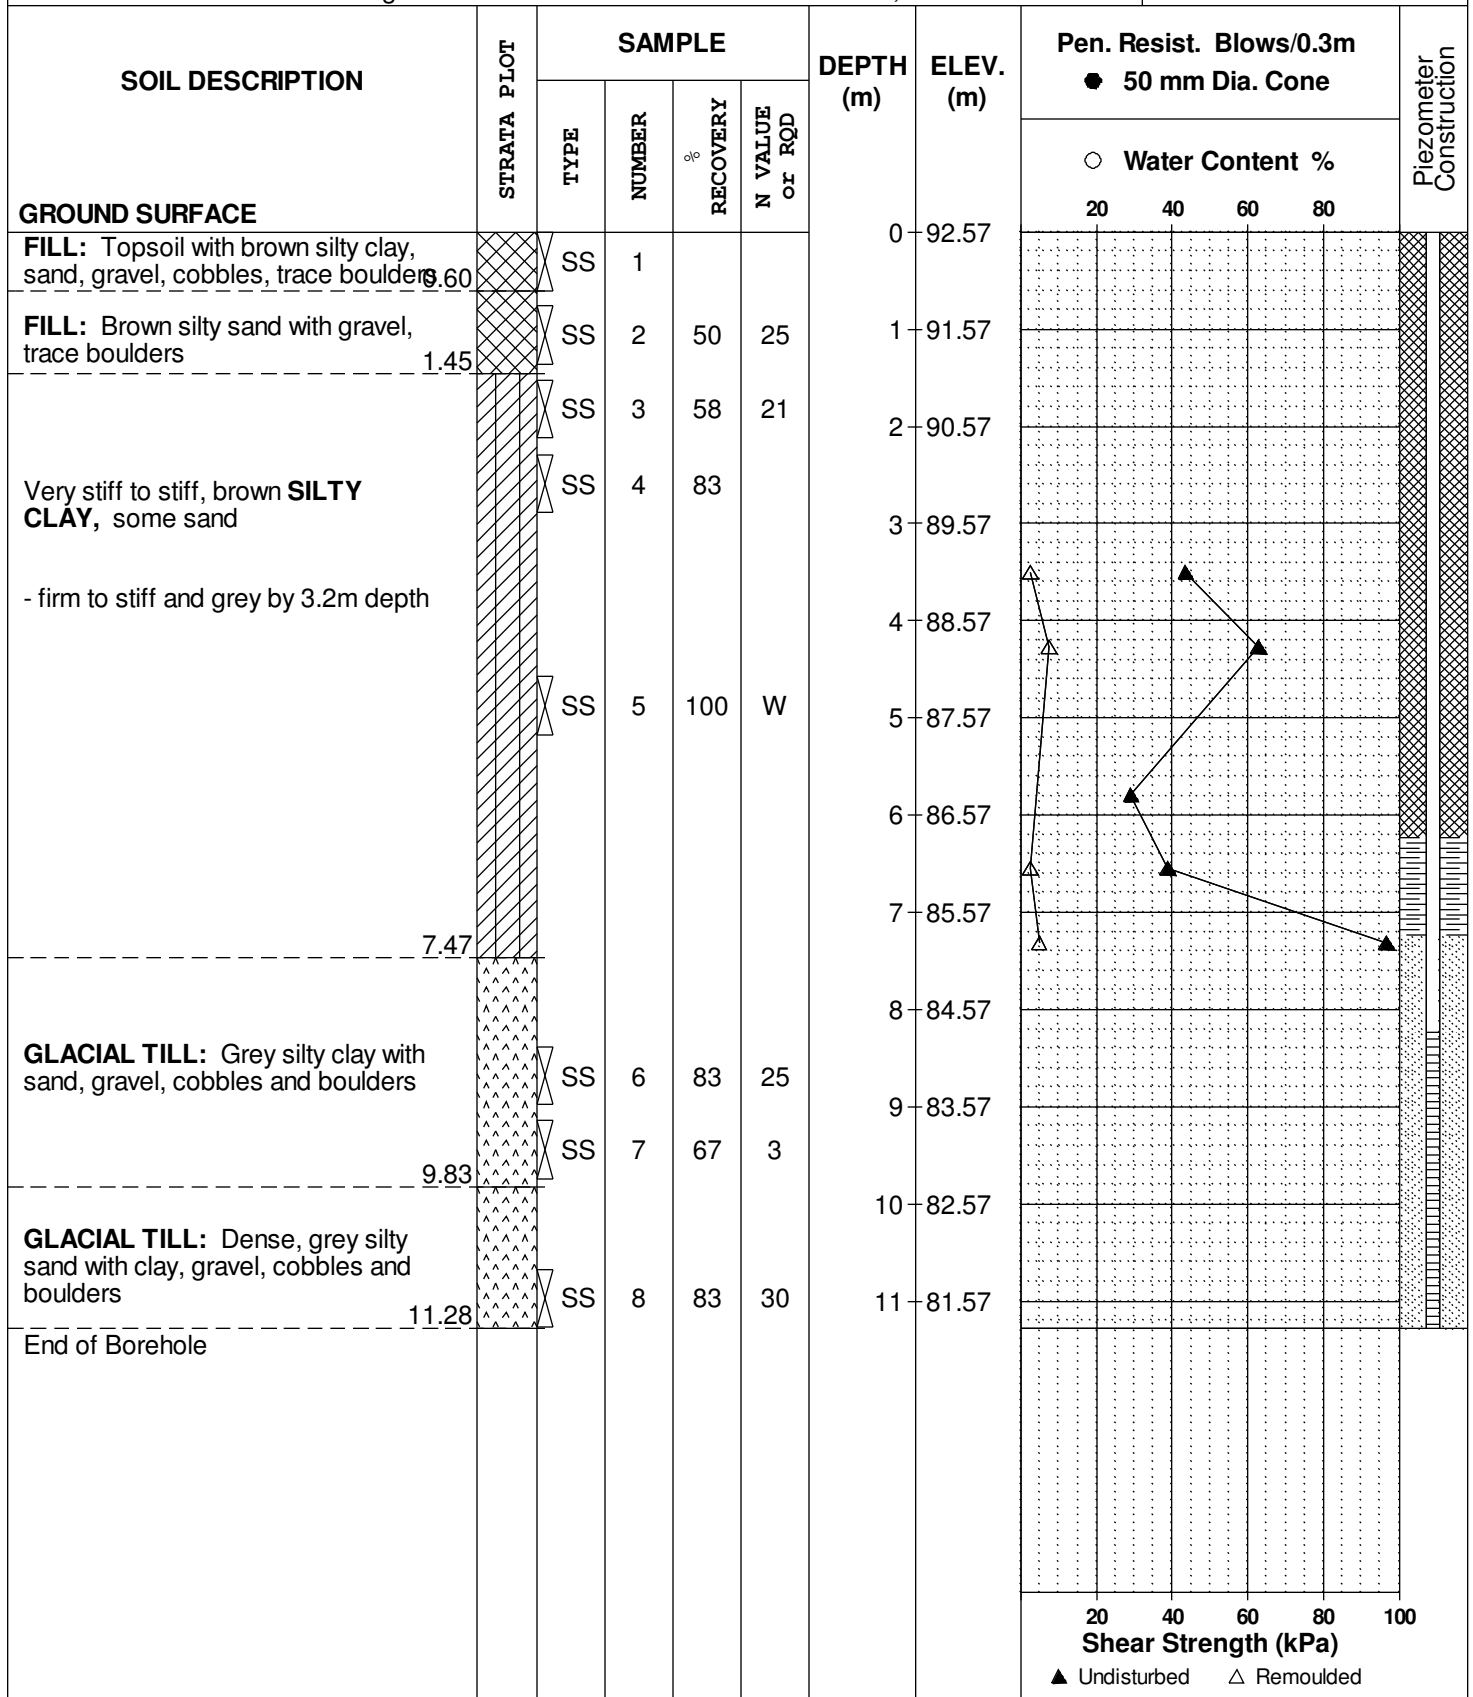 SOIL DESCRIPTION
STRATA PLOT
SAMPLE
TYPE
NUMBER
% RECOVERY
N VALUE or RQD
DEPTH (m)
ELEV. (m)
Pen. Resist. Blows/0.3m
● 50 mm Dia. Cone
○ Water Content %
20 40 60 80
Piezometer Construction
GROUND SURFACE
0 92.57
FILL: Topsoil with brown silty clay,
sand, gravel, cobbles, trace boulders 0.60
SS 1
FILL: Brown silty sand with gravel,
trace boulders
1.45
SS 2 50 25
1 91.57
SS 3 58 21
2 90.57
Very stiff to stiff, brown SILTY
CLAY, some sand
SS 4 83
3 89.57
- firm to stiff and grey by 3.2m depth
4 88.57
SS 5 100 W
5 87.57
6 86.57
7 85.57
7.47
8 84.57
GLACIAL TILL: Grey silty clay with
sand, gravel, cobbles and boulders
SS 6 83 25
9 83.57
SS 7 67 3
9.83
10 82.57
GLACIAL TILL: Dense, grey silty
sand with clay, gravel, cobbles and
boulders
11.28
SS 8 83 30
11 81.57
End of Borehole
20 40 60 80 100
Shear Strength (kPa)
▲ Undisturbed △ Remoulded